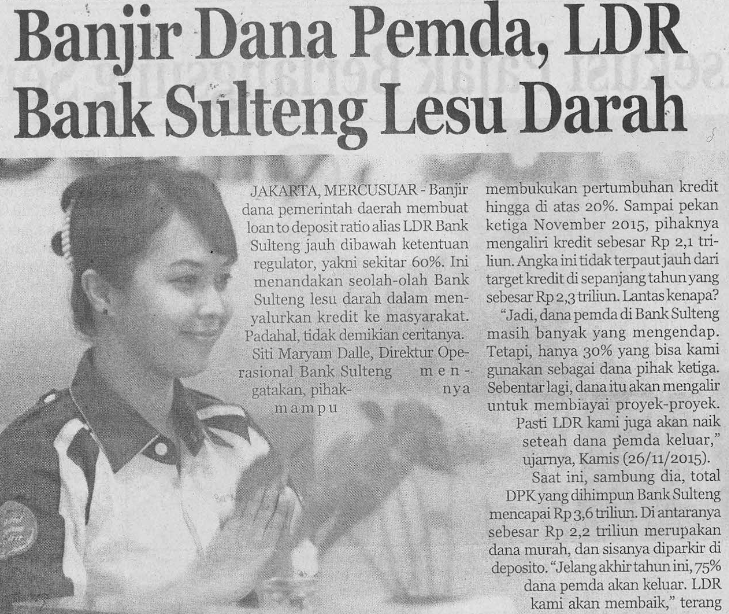 Banjir Dana Pemda, LDR
Bank Sulteng Lesu Darah
JAKARTA, MERCUSUAR - Banjir
dana pemerintah daerah membuat
loan to deposit ratio alias LDR Bank
Sulteng jauh dibawah ketentuan
regulator, yakni sekitar 60%. Ini
menandakan seolah-olah Bank
Sulteng lesu darah dalam men-
yalurkan kredit ke masyarakat.
Padahal, tidak demikian ceritanya.
Siti Maryam Dalle, Direktur Ope-
rasional Bank Sulteng men-
gatakan, pihak- nya
mampu
membukukan pertumbuhan kredit
hingga di atas 20%. Sampai pekan
ketiga November 2015, pihaknya
mengaliri kredit sebesar Rp 2,1 tri-
liun. Angka ini tidak terpaut jauh dari
target kredit di sepanjang tahun yang
sebesar Rp 2,3 triliun. Lantas kenapa?
"Jadi, dana pemda di Bank Sulteng
masih banyak yang mengendap.
Tetapi, hanya 30% yang bisa kami
gunakan sebagai dana pihak ketiga.
Sebentar lagi, dana itu akan mengalir
untuk membiayai proyek-proyek.
Pasti LDR kami juga akan naik
seteah dana pemda keluar,"
ujarnya, Kamis (26/11/2015).
Saat ini, sambung dia, total
DPK yang dihimpun Bank Sulteng
mencapai Rp 3,6 triliun. Di antaranya
sebesar Rp 2,2 triliun merupakan
dana murah, dan sisanya diparkir di
deposito. "Jelang akhir tahun ini, 75%
dana pemda akan keluar. LDR
kami akan membaik," terang